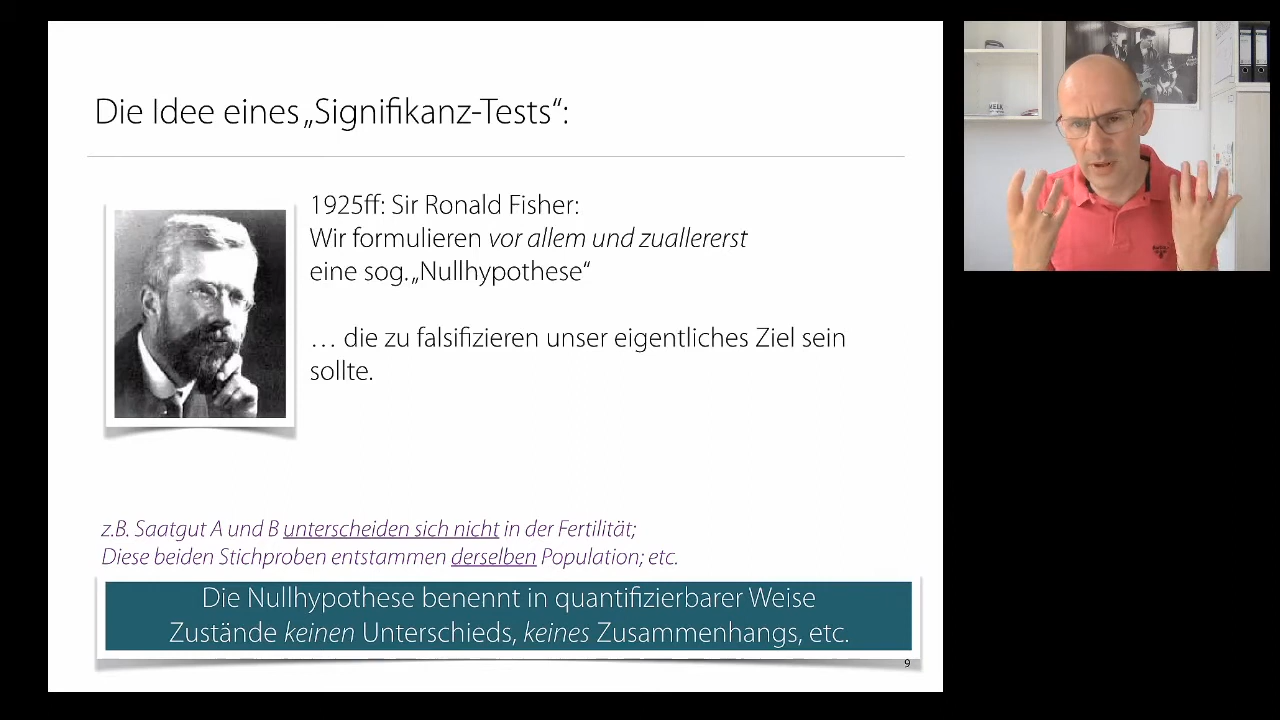 Die Idee eines „Signifikanz-Tests“:
1925ff: Sir Ronald Fisher:
Wir formulieren vor allem und zuallererst
eine sog. „Nullhypothese“
… die zu falsifizieren unser eigentliches Ziel sein
sollte.
z.B. Saatgut A und B unterscheiden sich nicht in der Fertilität;
Diese beiden Stichproben entstammen derselben Population; etc.
Die Nullhypothese benennt in quantifizierbarer Weise
Zustände keinen Unterschieds, keines Zusammenhangs, etc.
9